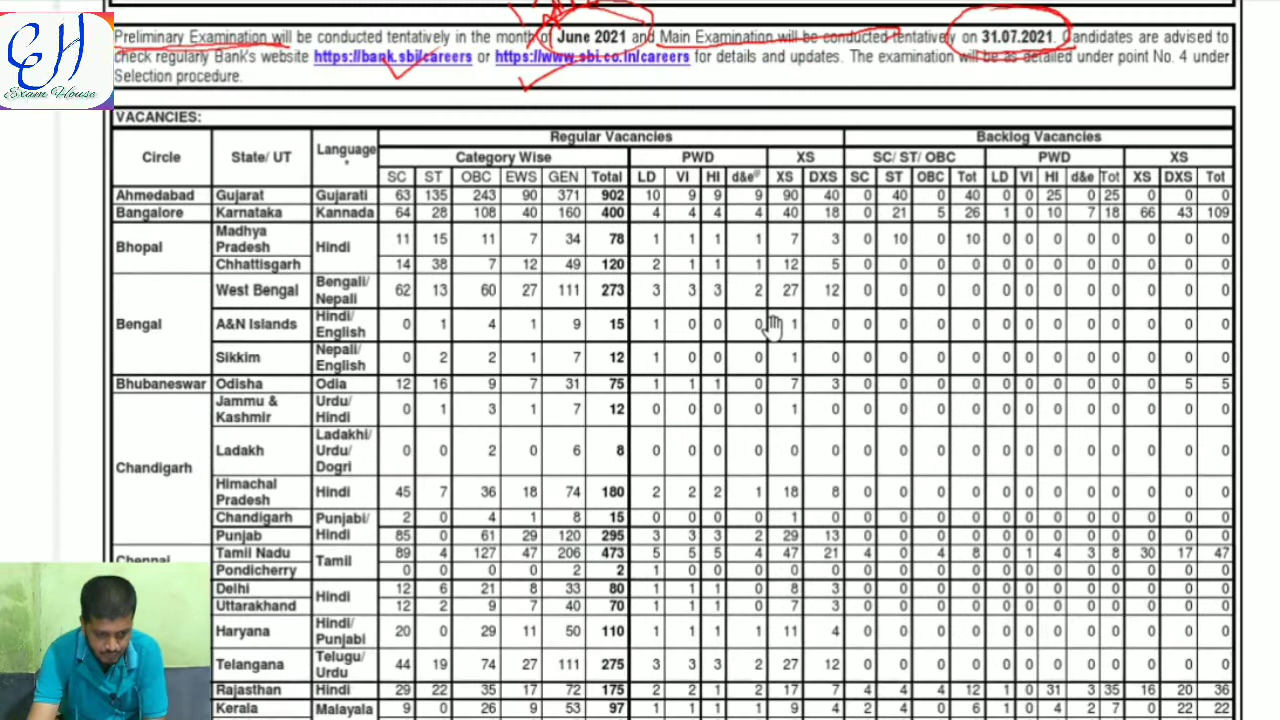 EH
Exam House
Preliminary Examination will be conducted tentatively in the month of June 2021 and Main Examination will be conducted tentatively on 31.07.2021. Candidates are advised to
check regularly Bank's website https://bank.sbi/careers or https://www.sbi.co.in/careers for details and updates. The examination will be as detailed under point No. 4 under
Selection procedure.
VACANCIES:
Regular Vacancies Backlog Vacancies
Circle State/ UT Language * Category Wise PWD XS SC/ ST/ OBC PWD XS
SC ST OBC EWS GEN Total LD VI HI d&e@ XS DXS SC ST OBC Tot LD VI HI d&e Tot XS DXS Tot
Ahmedabad Gujarat Gujarati 63 135 243 90 371 902 10 9 9 9 90 40 0 40 0 40 0 0 25 0 25 0 0 0
Bangalore Karnataka Kannada 64 28 108 40 160 400 4 4 4 4 40 18 0 21 5 26 1 0 10 7 18 66 43 109
Bhopal Madhya Pradesh Hindi 11 15 11 7 34 78 1 1 1 1 7 3 0 10 0 10 0 0 0 0 0 0 0 0
Chhattisgarh 14 38 7 12 49 120 2 1 1 1 12 5 0 0 0 0 0 0 0 0 0 0 0 0
Bengal West Bengal Bengali/ Nepali 62 13 60 27 111 273 3 3 3 2 27 12 0 0 0 0 0 0 0 0 0 0 0 0
A&N Islands Hindi/ English 0 1 4 1 9 15 1 0 0 0 1 0 0 0 0 0 0 0 0 0 0 0 0 0
Sikkim Nepali/ English 0 2 2 1 7 12 1 0 0 0 1 0 0 0 0 0 0 0 0 0 0 0 0 0
Bhubaneswar Odisha Odia 12 16 9 7 31 75 1 1 1 0 7 3 0 0 0 0 0 0 0 0 0 0 5 5
Chandigarh Jammu & Kashmir Urdu/ Hindi 0 1 3 1 7 12 0 0 0 0 1 0 0 0 0 0 0 0 0 0 0 0 0 0
Ladakh Ladakhi/ Urdu/ Dogri 0 0 2 0 6 8 0 0 0 0 0 0 0 0 0 0 0 0 0 0 0 0 0 0
Himachal Pradesh Hindi 45 7 36 18 74 180 2 2 2 1 18 8 0 0 0 0 0 0 0 0 0 0 0 0
Chandigarh Punjabi/ Hindi 2 0 4 1 8 15 0 0 0 0 1 0 0 0 0 0 0 0 0 0 0 0 0 0
Punjab 85 0 61 29 120 295 3 3 3 2 29 13 0 0 0 0 0 0 0 0 0 0 0 0
Chennai Tamil Nadu Tamil 89 4 127 47 206 473 5 5 5 4 47 21 4 0 4 8 0 1 4 3 8 30 17 47
Pondicherry 0 0 0 0 2 2 1 0 0 0 0 0 0 0 0 0 0 0 0 0 0 0 0 0
Delhi Hindi 12 6 21 8 33 80 1 1 1 0 8 3 0 0 0 0 0 0 0 0 0 0 0 0
Uttarakhand 12 2 9 7 40 70 1 1 1 0 7 3 0 0 0 0 0 0 0 0 0 0 0 0
Haryana Hindi/ Punjabi 20 0 29 11 50 110 1 1 1 1 11 4 0 0 0 0 0 0 0 0 0 0 0 0
Telangana Telugu/ Urdu 44 19 74 27 111 275 3 3 3 2 27 12 0 0 0 0 0 0 0 0 0 0 0 0
Rajasthan Hindi 29 22 35 17 72 175 2 2 1 2 17 7 4 4 4 12 1 0 31 3 35 16 20 36
Kerala Malayala 9 0 26 9 53 97 1 1 1 1 9 4 2 4 0 6 1 0 4 2 7 0 22 22